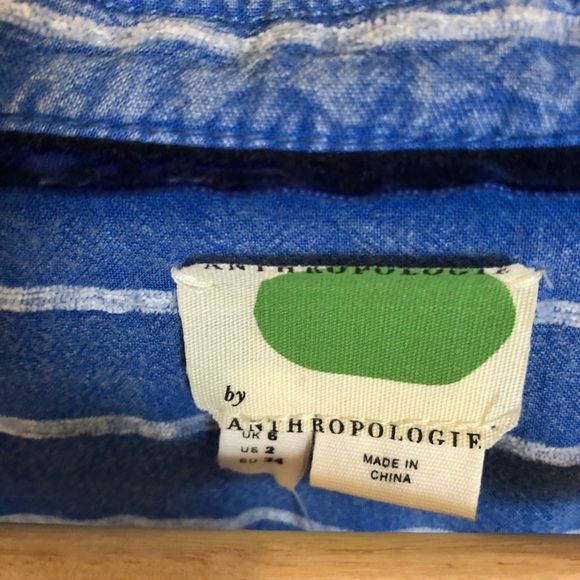 ANTHROPOLOGIE
by
ANTHROPOLOGIE
UK 6
US 2
EU 34
MADE IN
CHINA